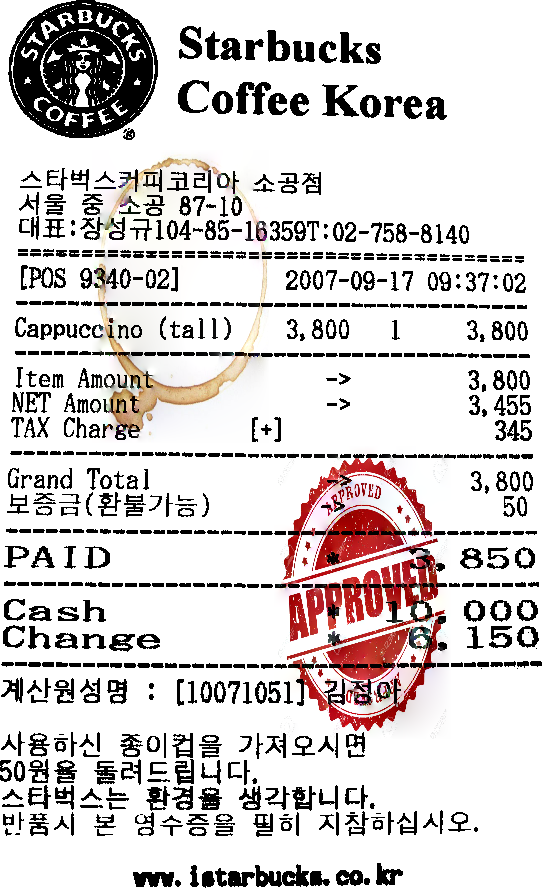 STARBUCKS COFFEE
®
Starbucks
Coffee Korea
스타벅스커피코리아 소공점
서울 중 소공 87-10
대표:장성규104-85-16359T:02-758-8140
[POS 9340-02] 2007-09-17 09:37:02
Cappuccino (tall) 3,800 1 3,800
Item Amount -> 3,800
NET Amount -> 3,455
TAX Charge [+] 345
Grand Total -> 3,800
보증금(환불가능) -> 50
APPROVED
PAID * 3,850
APPROVED
Cash * 10,000
Change * 6,150
계산원성명 : [10071051] 김정아
사용하신 종이컵을 가져오시면
50원을 돌려드립니다.
스타벅스는 환경을 생각합니다.
반품시 본 영수증을 필히 지참하십시오.
www.istarbucks.co.kr